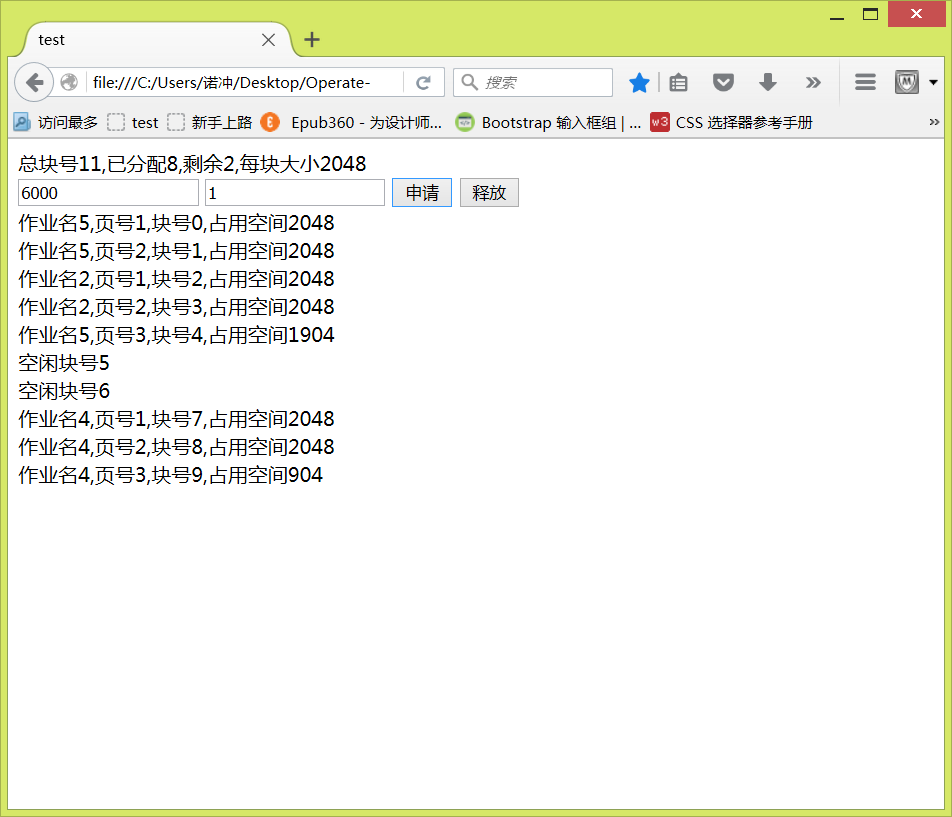 test
file:///C:/Users/诺冲/Desktop/Operate-
搜索
访问最多 test 新手上路 Epub360 - 为设计师... Bootstrap 输入框组 | ... w3 CSS 选择器参考手册
总块号11,已分配8,剩余2,每块大小2048
6000 1 申请 释放
作业名5,页号1,块号0,占用空间2048
作业名5,页号2,块号1,占用空间2048
作业名2,页号1,块号2,占用空间2048
作业名2,页号2,块号3,占用空间2048
作业名5,页号3,块号4,占用空间1904
空闲块号5
空闲块号6
作业名4,页号1,块号7,占用空间2048
作业名4,页号2,块号8,占用空间2048
作业名4,页号3,块号9,占用空间904